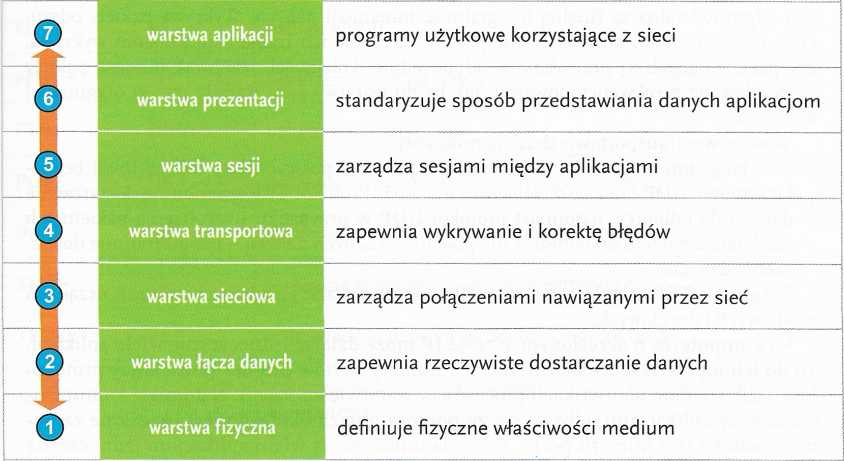 7 warstwa aplikacji programy użytkowe korzystające z sieci
6 warstwa prezentacji standaryzuje sposób przedstawiania danych aplikacjom
5 warstwa sesji zarządza sesjami między aplikacjami
4 warstwa transportowa zapewnia wykrywanie i korektę błędów
3 warstwa sieciowa zarządza połączeniami nawiązanymi przez sieć
2 warstwa łącza danych zapewnia rzeczywiste dostarczanie danych
1 warstwa fizyczna definiuje fizyczne właściwości medium